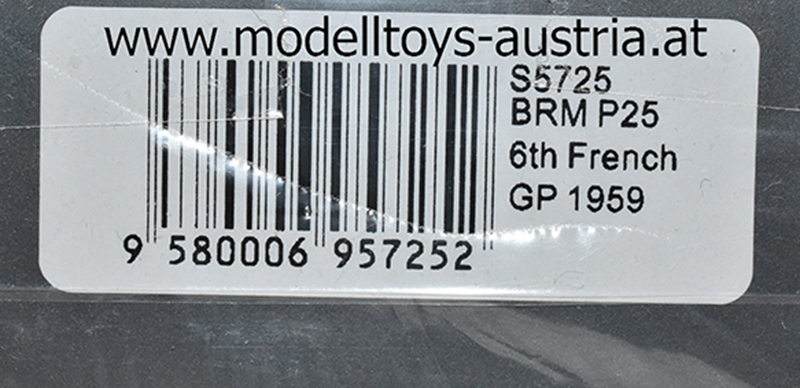 www.modelltoys-austria.at
S5725
BRM P25
6th French
GP 1959
9 580006 957252